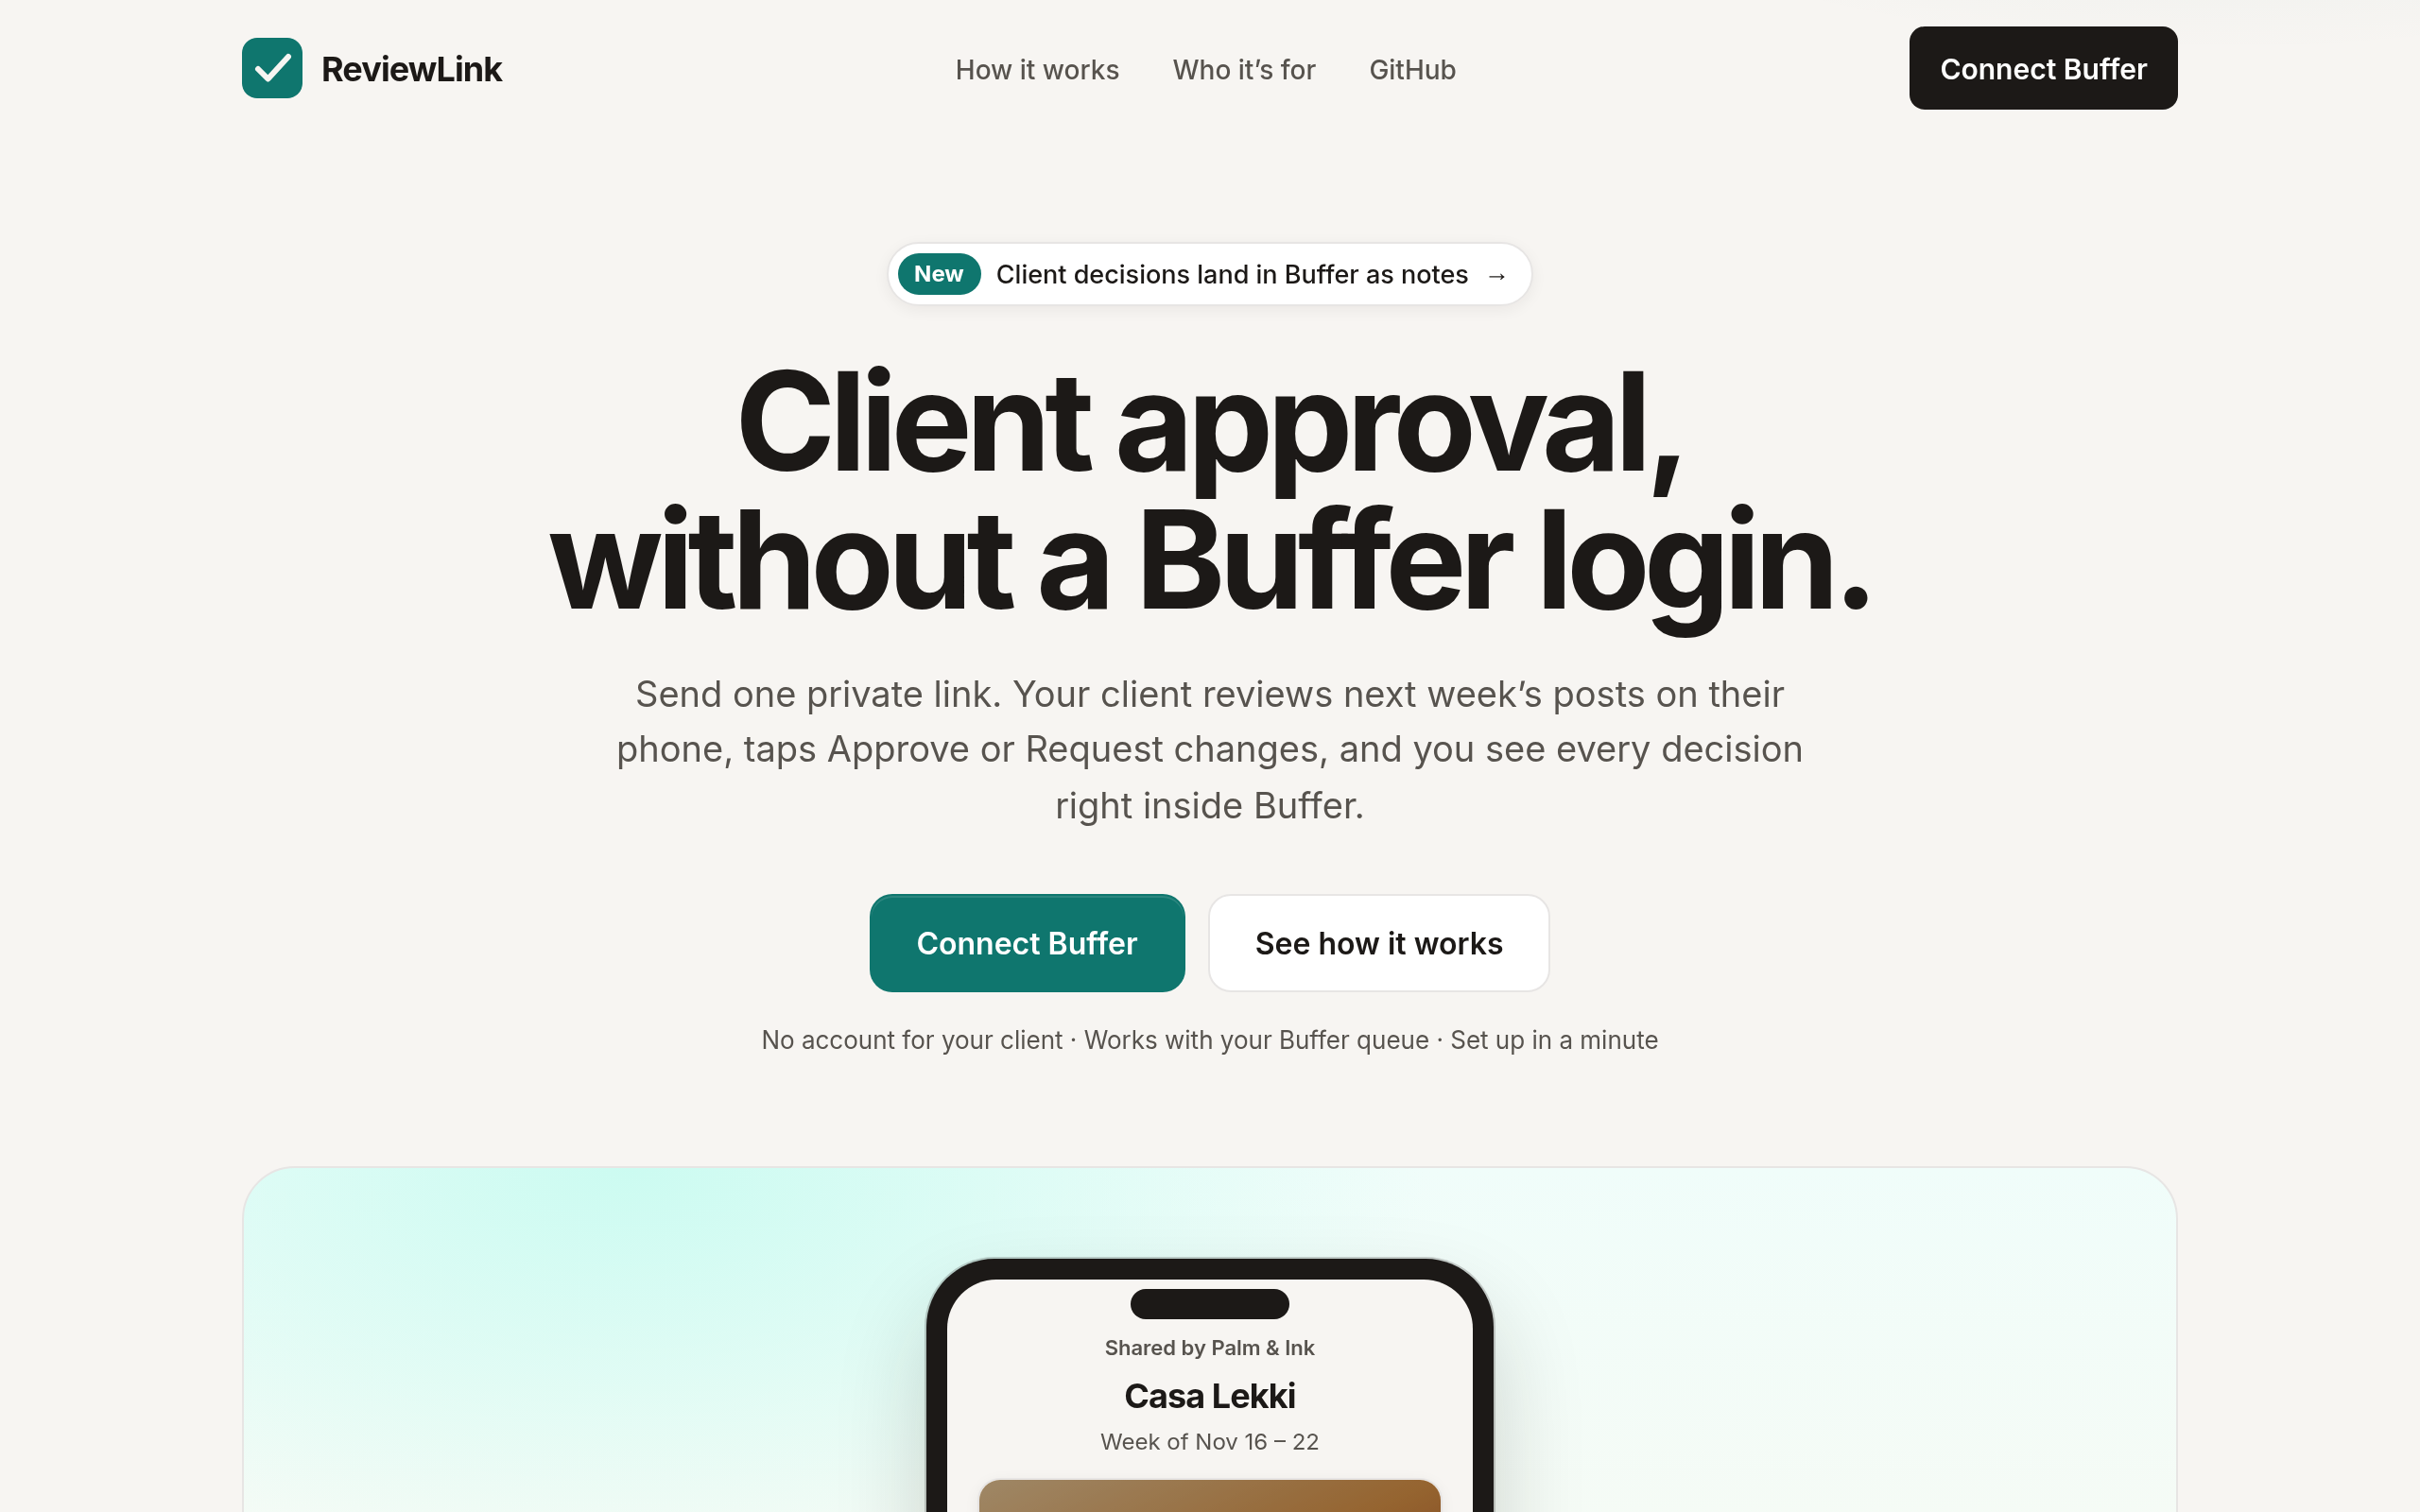 ReviewLink
How it works
Who it’s for
GitHub
Connect Buffer
New Client decisions land in Buffer as notes →
Client approval,
without a Buffer login.
Send one private link. Your client reviews next week’s posts on their
phone, taps Approve or Request changes, and you see every decision
right inside Buffer.
Connect Buffer
See how it works
No account for your client · Works with your Buffer queue · Set up in a minute
Shared by Palm & Ink
Casa Lekki
Week of Nov 16 – 22